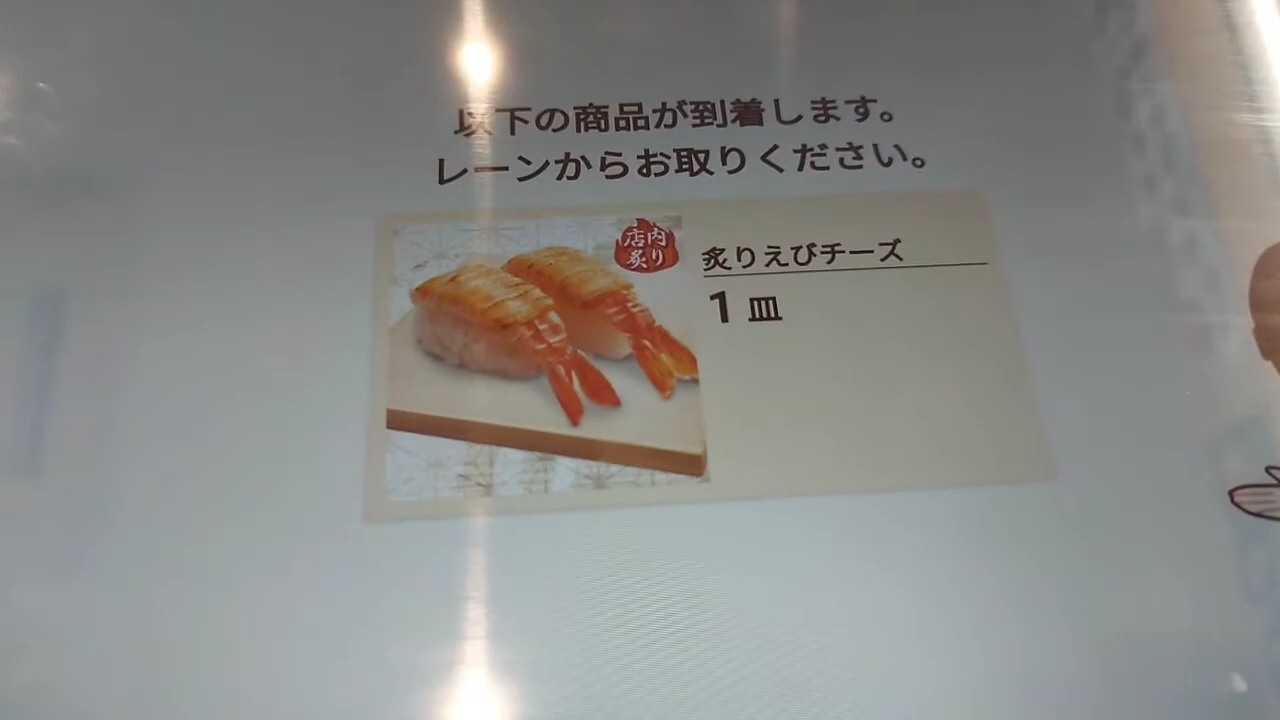 以下の商品が到着します。
レーンからお取りください。
店内
炙り
炙りえびチーズ
1 皿